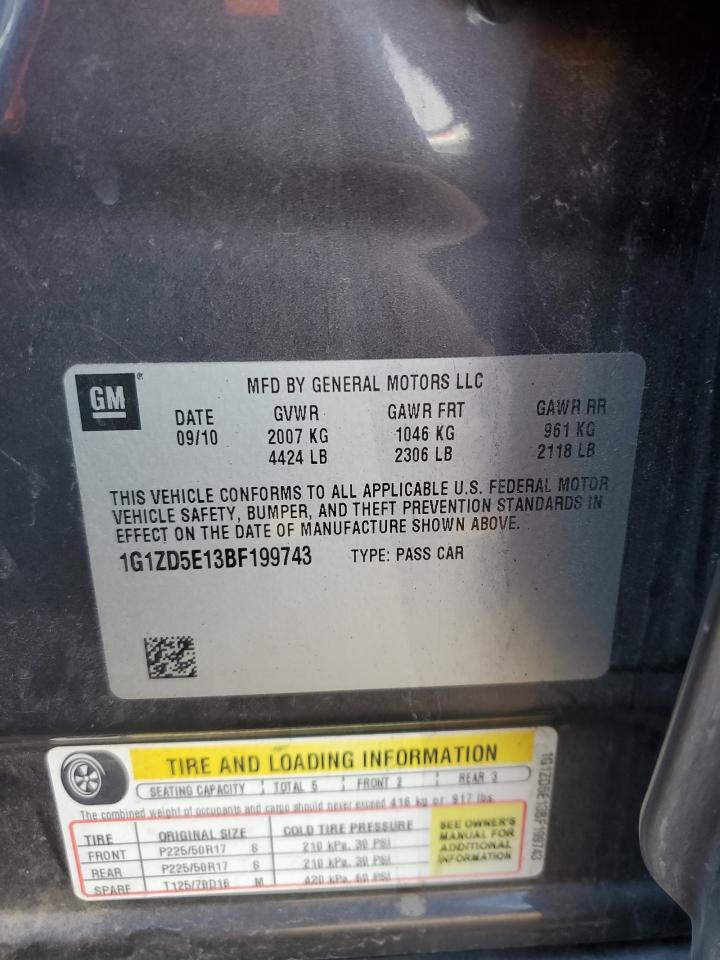 GM®
MFD BY GENERAL MOTORS LLC
DATE GVWR GAWR FRT GAWR RR
09/10 2007 KG 1046 KG 961 KG
4424 LB 2306 LB 2118 LB
THIS VEHICLE CONFORMS TO ALL APPLICABLE U.S. FEDERAL MOTOR
VEHICLE SAFETY, BUMPER, AND THEFT PREVENTION STANDARDS IN
EFFECT ON THE DATE OF MANUFACTURE SHOWN ABOVE.
1G1ZD5E13BF199743 TYPE: PASS CAR
TIRE AND LOADING INFORMATION
SEATING CAPACITY TOTAL 5 FRONT 2 REAR 3
The combined weight of occupants and cargo should never exceed 416 kg or 917 lbs
TIRE ORIGINAL SIZE COLD TIRE PRESSURE
FRONT P225/50R17 S 210 kPa, 30 PSI
REAR P225/50R17 S 210 kPa, 30 PSI
SPARE T125/70D16 M 420 kPa, 60 PSI
SEE OWNER'S
MANUAL FOR
ADDITIONAL
INFORMATION
1G1ZD5E13BF199743